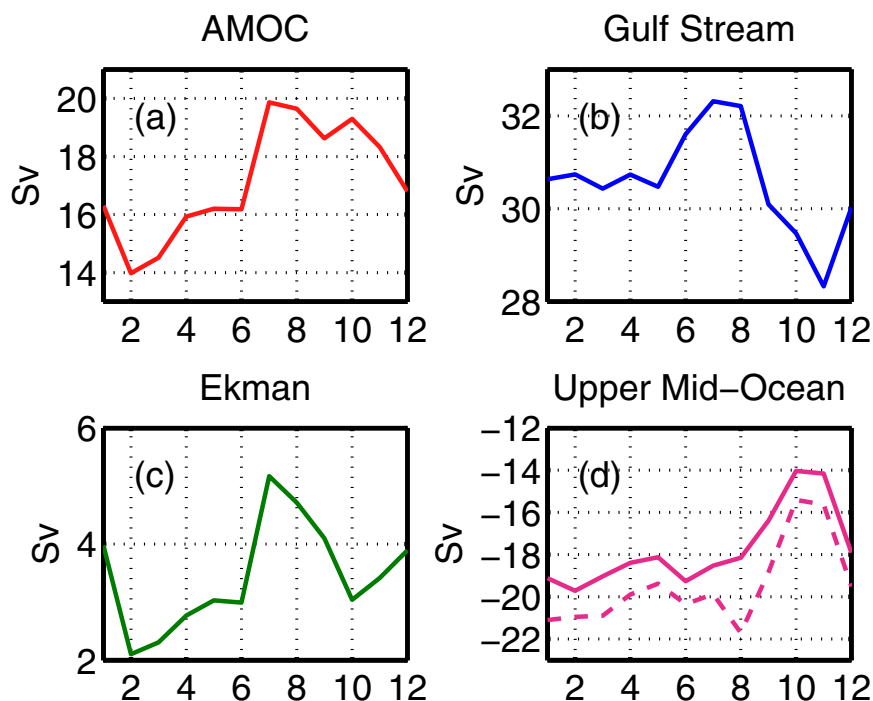 AMOC
Gulf Stream
Sv
20
18
16
14
(a)
2 4 6 8 10 12
Sv
32
30
28
(b)
2 4 6 8 10 12
Ekman
Upper Mid−Ocean
Sv
6
4
2
(c)
2 4 6 8 10 12
Sv
−12
−14
−16
−18
−20
−22
(d)
2 4 6 8 10 12